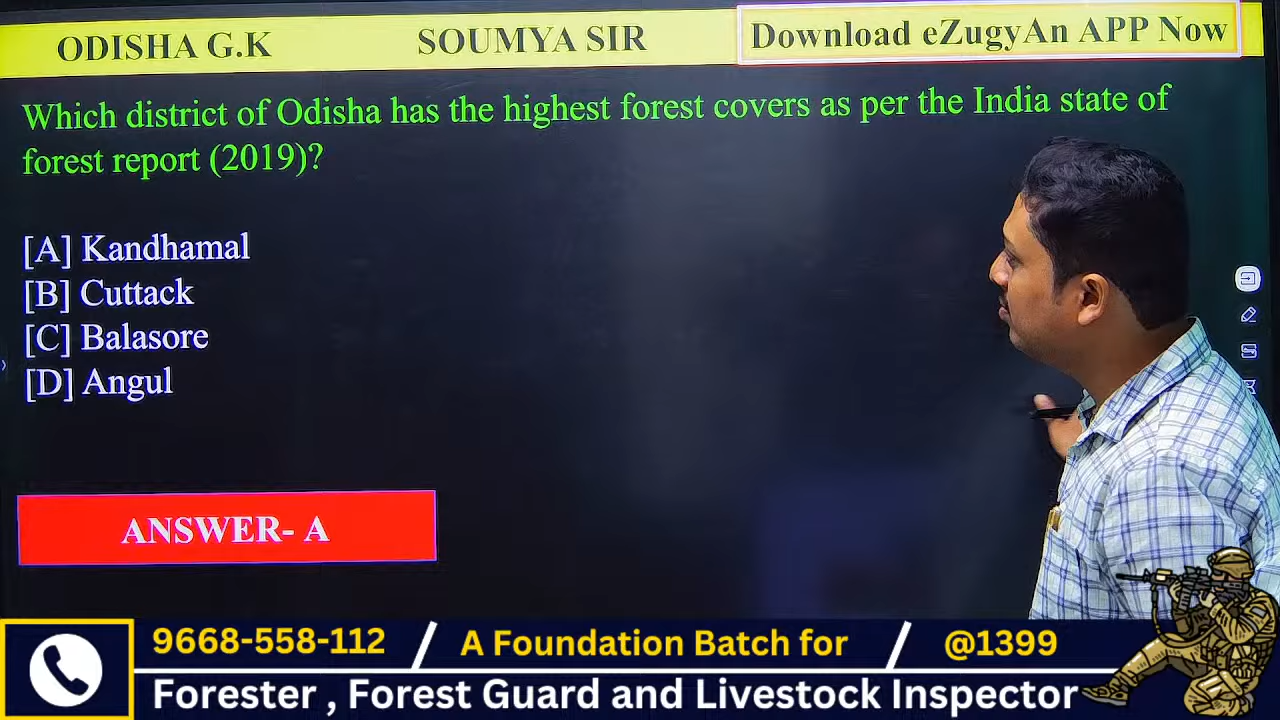 ODISHA G.K
SOUMYA SIR
Download eZugyAn APP Now
Which district of Odisha has the highest forest covers as per the India state of
forest report (2019)?
[A] Kandhamal
[B] Cuttack
[C] Balasore
[D] Angul
ANSWER- A
9668-558-112 / A Foundation Batch for / @1399
Forester , Forest Guard and Livestock Inspector